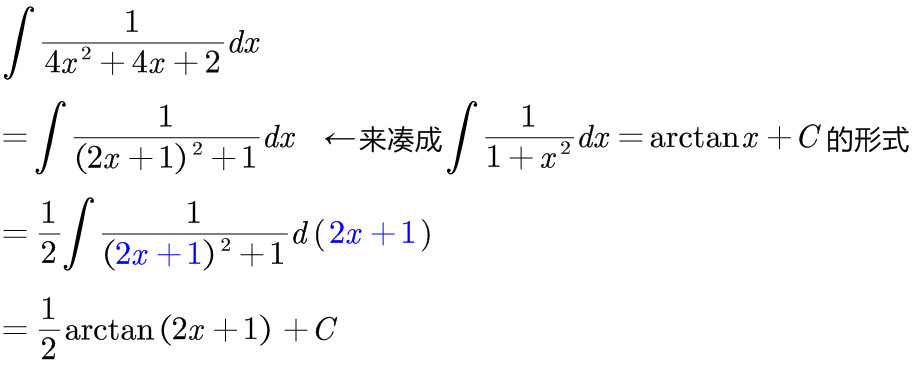 ∫ 1/(4x² + 4x + 2) dx
= ∫ 1/((2x + 1)² + 1) dx ←来凑成 ∫ 1/(1 + x²) dx = arctan x + C 的形式
= 1/2 ∫ 1/((2x + 1)² + 1) d(2x + 1)
= 1/2 arctan(2x + 1) + C